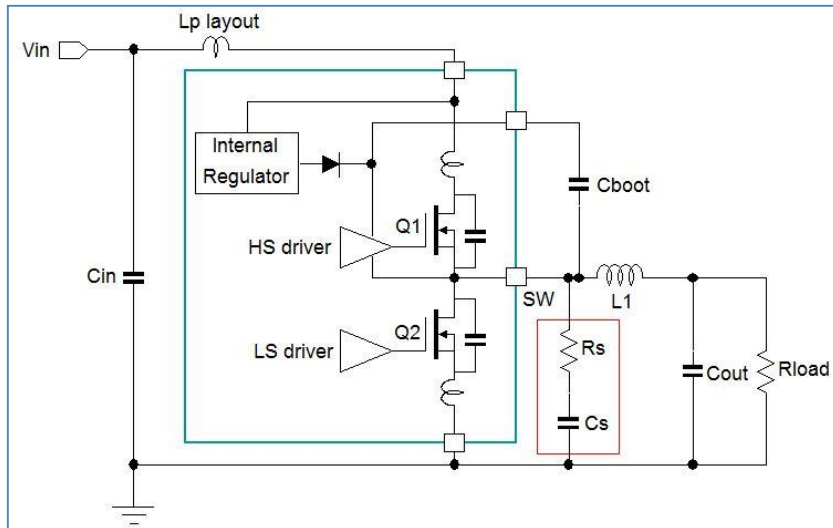 Lp layout
Vin
Internal
Regulator
Cboot
Q1
HS driver
Cin
SW
L1
Q2
LS driver
Rs
Cout
Rload
Cs